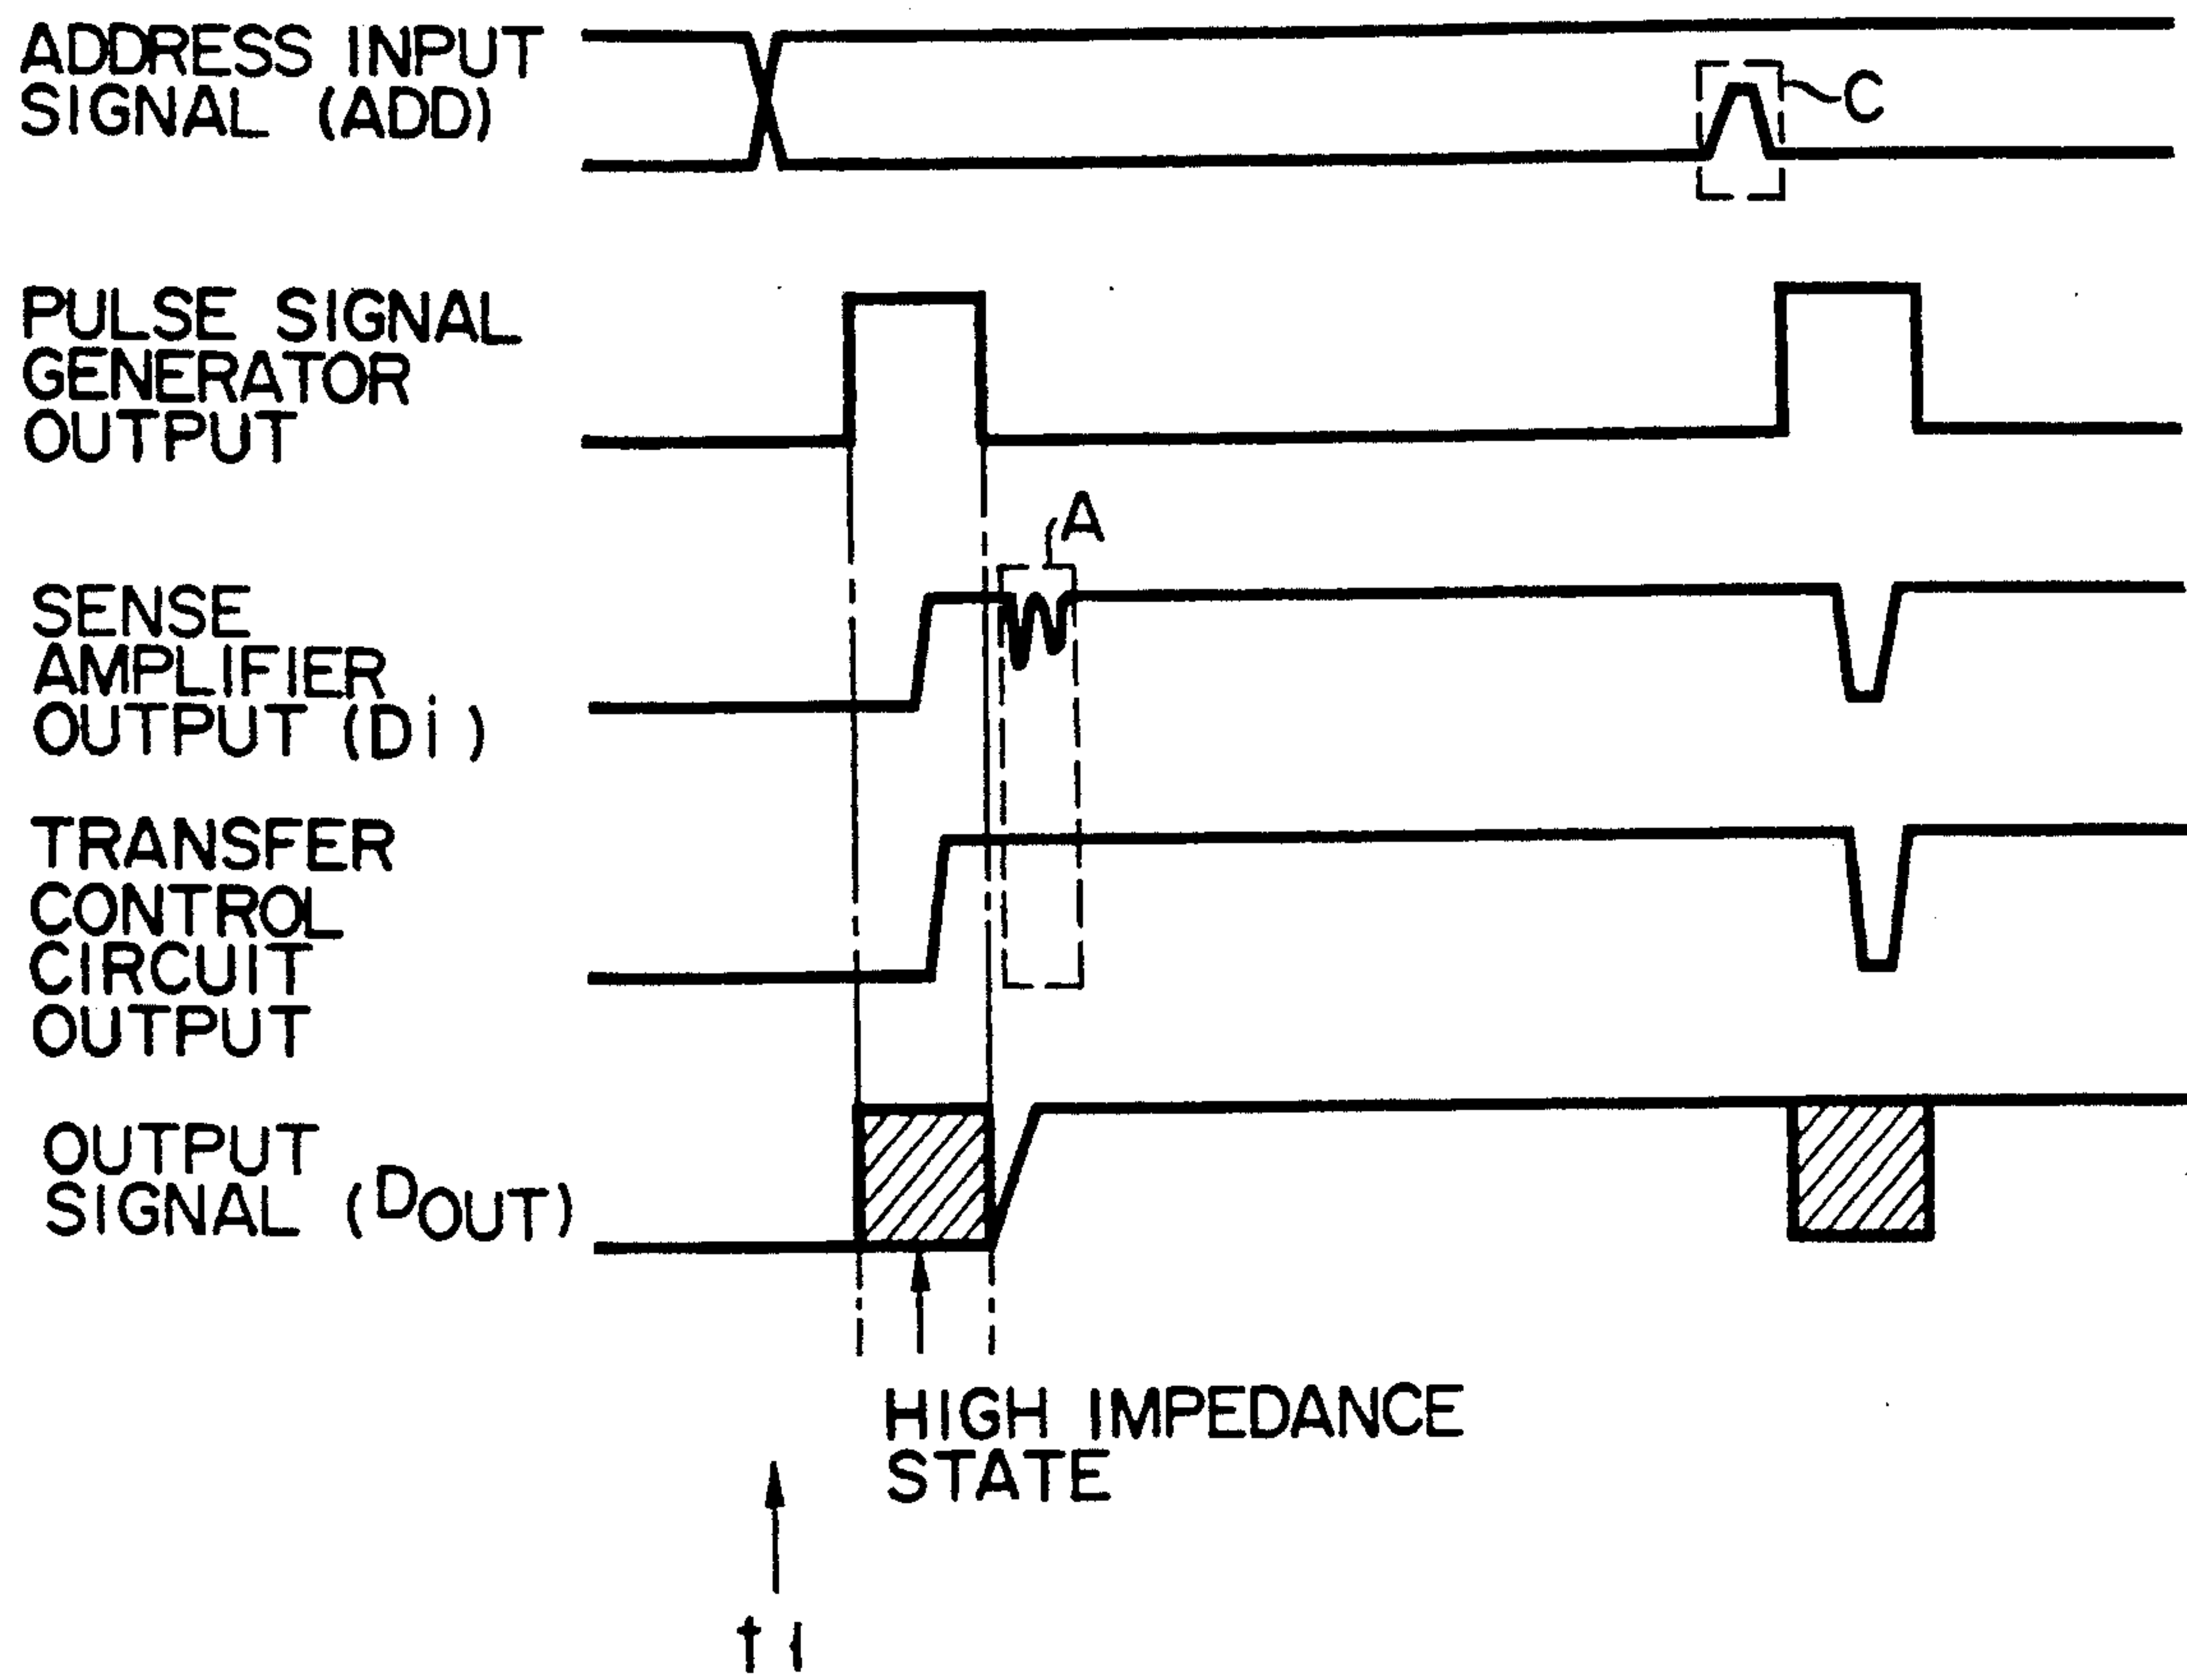 ADDRESS INPUT
SIGNAL (ADD)
C
PULSE SIGNAL
GENERATOR
OUTPUT
A
SENSE
AMPLIFIER
OUTPUT (Di)
TRANSFER
CONTROL
CIRCUIT
OUTPUT
OUTPUT
SIGNAL (DOUT)
HIGH IMPEDANCE
STATE
t1